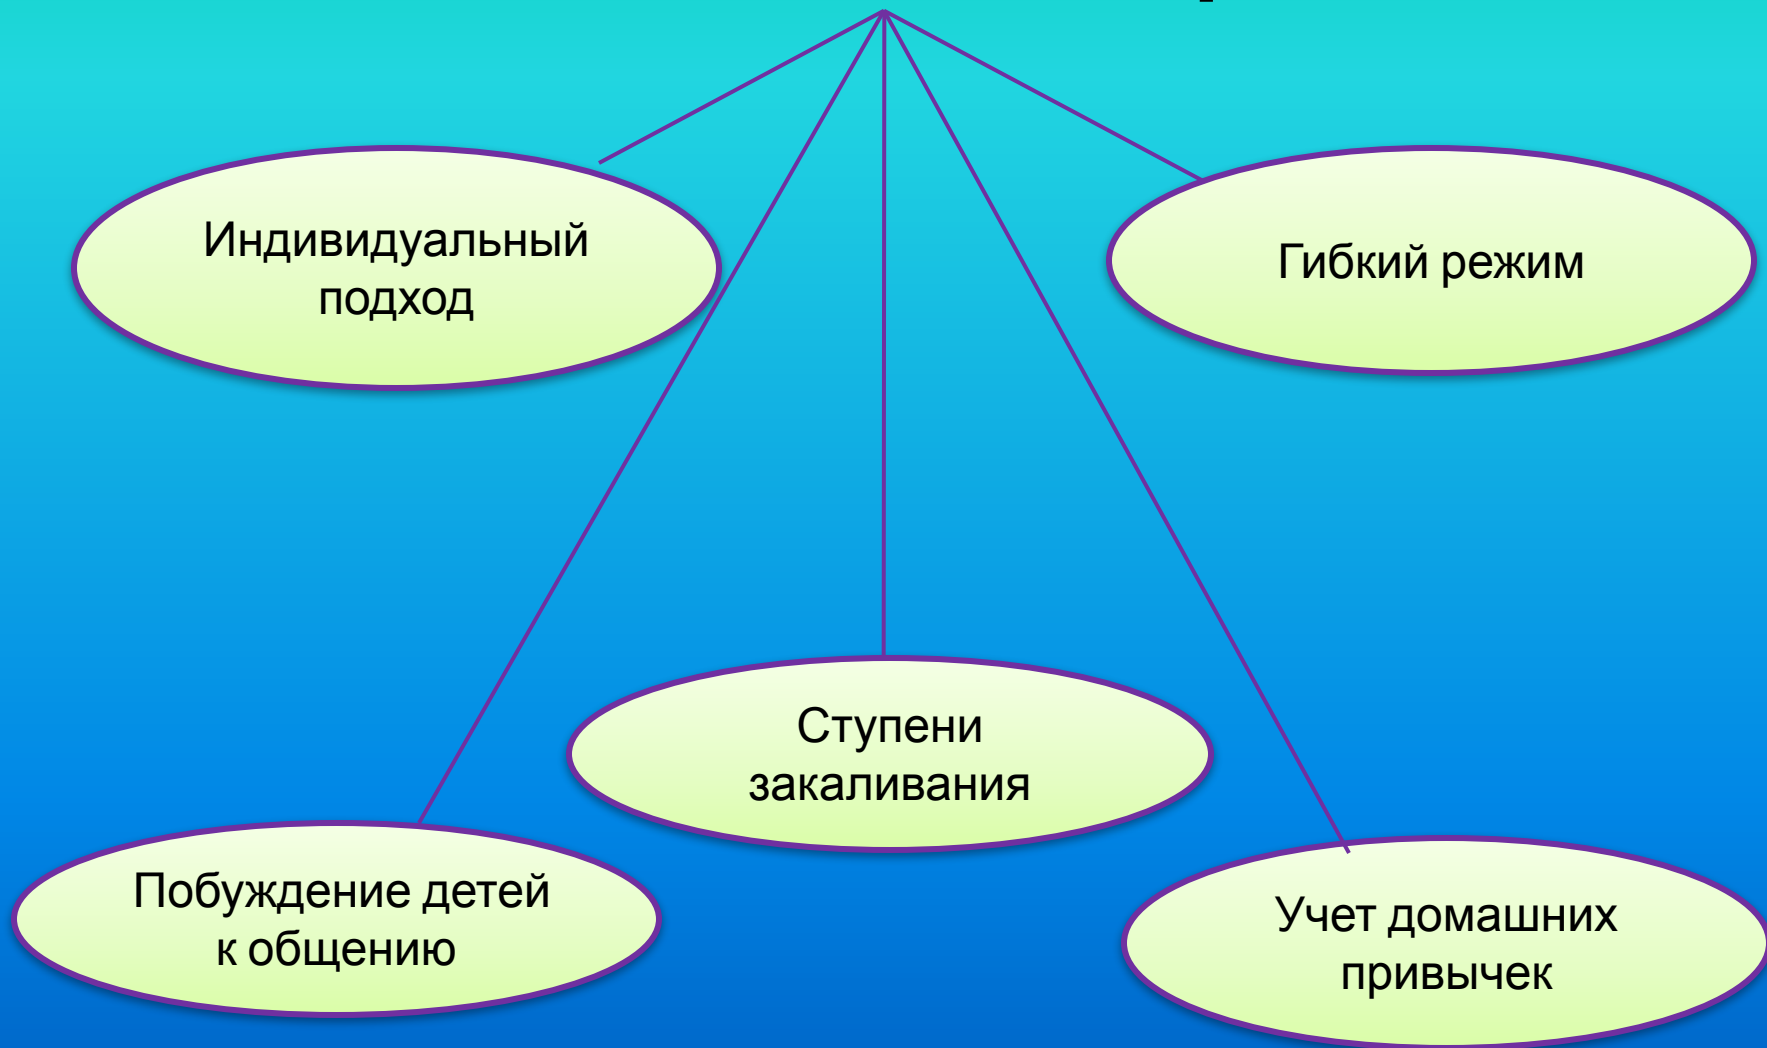 Индивидуальный
подход
Гибкий режим
Ступени
закаливания
Побуждение детей
к общению
Учет домашних
привычек